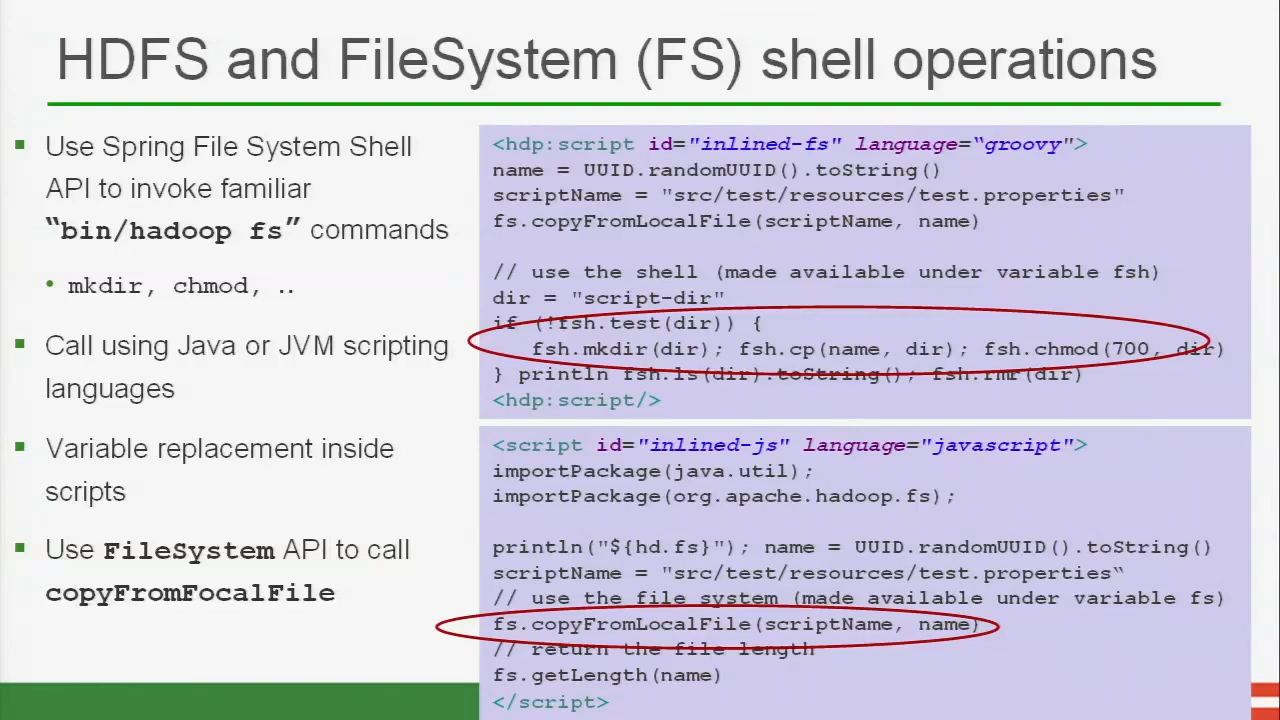 HDFS and FileSystem (FS) shell operations
Use Spring File System Shell
API to invoke familiar
“bin/hadoop fs” commands
mkdir, chmod, ..
Call using Java or JVM scripting
languages
Variable replacement inside
scripts
Use FileSystem API to call
copyFromFocalFile
<hdp:script id="inlined-fs" language=“groovy">
name = UUID.randomUUID().toString()
scriptName = "src/test/resources/test.properties"
fs.copyFromLocalFile(scriptName, name)
// use the shell (made available under variable fsh)
dir = "script-dir"
if (!fsh.test(dir)) {
fsh.mkdir(dir); fsh.cp(name, dir); fsh.chmod(700, dir)
} println fsh.ls(dir).toString(); fsh.rmr(dir)
<hdp:script/>
<script id="inlined-js" language="javascript">
importPackage(java.util);
importPackage(org.apache.hadoop.fs);
println("${hd.fs}"); name = UUID.randomUUID().toString()
scriptName = "src/test/resources/test.properties“
// use the file system (made available under variable fs)
fs.copyFromLocalFile(scriptName, name)
// return the file length
fs.getLength(name)
</script>